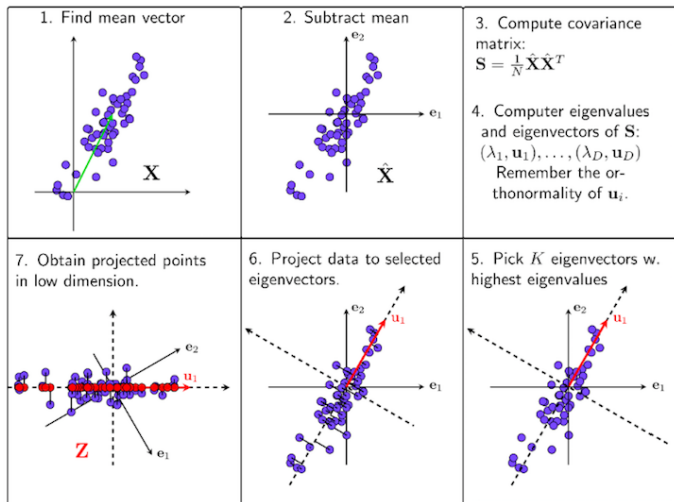 1. Find mean vector
X
2. Subtract mean
e₂
e₁
X̂
3. Compute covariance
matrix:
S = 1/N X̂X̂ᵀ
4. Computer eigenvalues
and eigenvectors of S:
(λ₁, u₁), . . . , (λ_D, u_D)
Remember the or-
thonormality of uᵢ.
7. Obtain projected points
in low dimension.
e₂
u₁
Z
e₁
6. Project data to selected
eigenvectors.
e₂
u₁
e₁
5. Pick K eigenvectors w.
highest eigenvalues
e₂
u₁
e₁